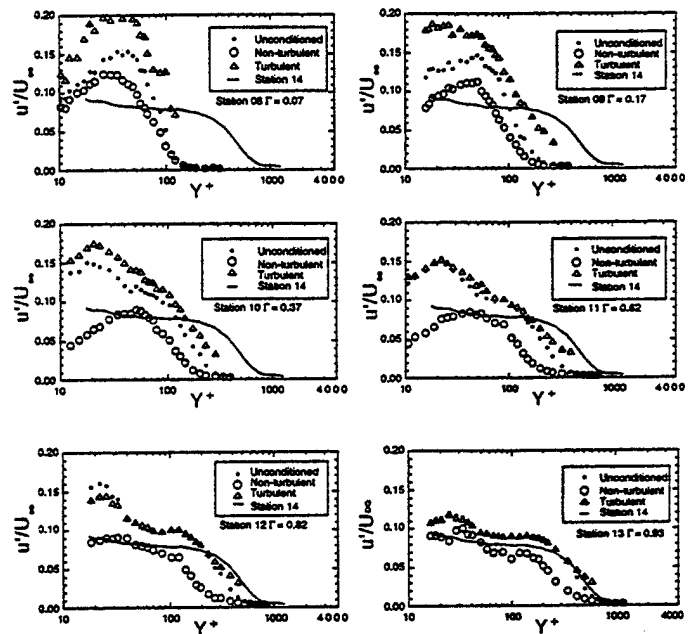 0.20
0.15
0.10
0.05
0.00
u'/U∞
Unconditioned
Non-turbulent
Turbulent
Station 14
Station 08 Γ = 0.07
10 100 1000 4000
Y+
0.20
0.15
0.10
0.05
0.00
u'/U∞
Unconditioned
Non-turbulent
Turbulent
Station 14
Station 09 Γ = 0.17
10 100 1000 4000
Y+
0.20
0.15
0.10
0.05
0.00
u'/U∞
Unconditioned
Non-turbulent
Turbulent
Station 14
Station 10 Γ = 0.37
10 100 1000 4000
Y+
0.20
0.15
0.10
0.05
0.00
u'/U∞
Unconditioned
Non-turbulent
Turbulent
Station 14
Station 11 Γ = 0.62
10 100 1000 4000
Y+
0.20
0.15
0.10
0.05
0.00
u'/U∞
Unconditioned
Non-turbulent
Turbulent
Station 14
Station 12 Γ = 0.82
10 100 1000 4000
Y+
0.20
0.15
0.10
0.05
0.00
u'/U∞
Unconditioned
Non-turbulent
Turbulent
Station 14
Station 13 Γ = 0.93
10 100 1000 4000
Y+